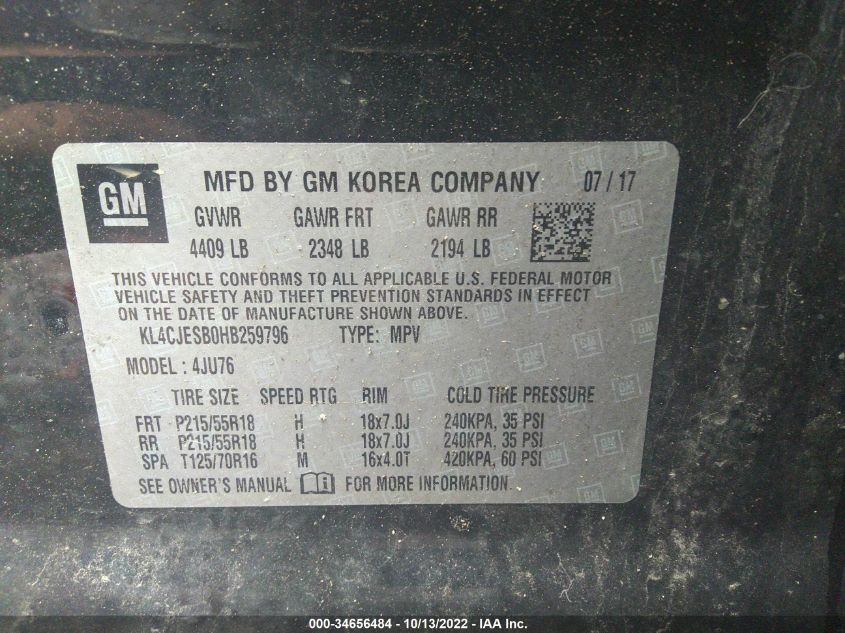 GM MFD BY GM KOREA COMPANY 07 / 17
GVWR GAWR FRT GAWR RR
4409 LB 2348 LB 2194 LB
THIS VEHICLE CONFORMS TO ALL APPLICABLE U.S. FEDERAL MOTOR
VEHICLE SAFETY AND THEFT PREVENTION STANDARDS IN EFFECT
ON THE DATE OF MANUFACTURE SHOWN ABOVE.
KL4CJESB0HB259796 TYPE: MPV
MODEL : 4JU76
TIRE SIZE SPEED RTG RIM COLD TIRE PRESSURE
FRT P215/55R18 H 18x7.0J 240KPA, 35 PSI
RR P215/55R18 H 18x7.0J 240KPA, 35 PSI
SPA T125/70R16 M 16x4.0T 420KPA, 60 PSI
SEE OWNER'S MANUAL FOR MORE INFORMATION.
000-34656484 - 10/13/2022 - IAA Inc.